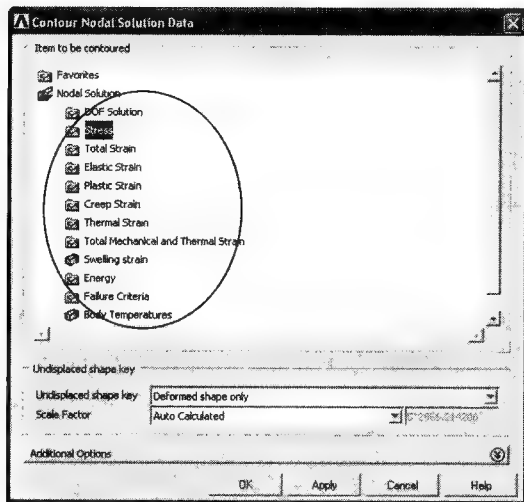 Contour Nodal Solution Data
Item to be contoured
Favorites
Nodal Solution
DOF Solution
Stress
Total Strain
Elastic Strain
Plastic Strain
Creep Strain
Thermal Strain
Total Mechanical and Thermal Strain
Swelling strain
Energy
Failure Criteria
Body Temperatures
Undisplaced shape key
Undisplaced shape key Deformed shape only
Scale Factor Auto Calculated
Additional Options
OK Apply Cancel Help